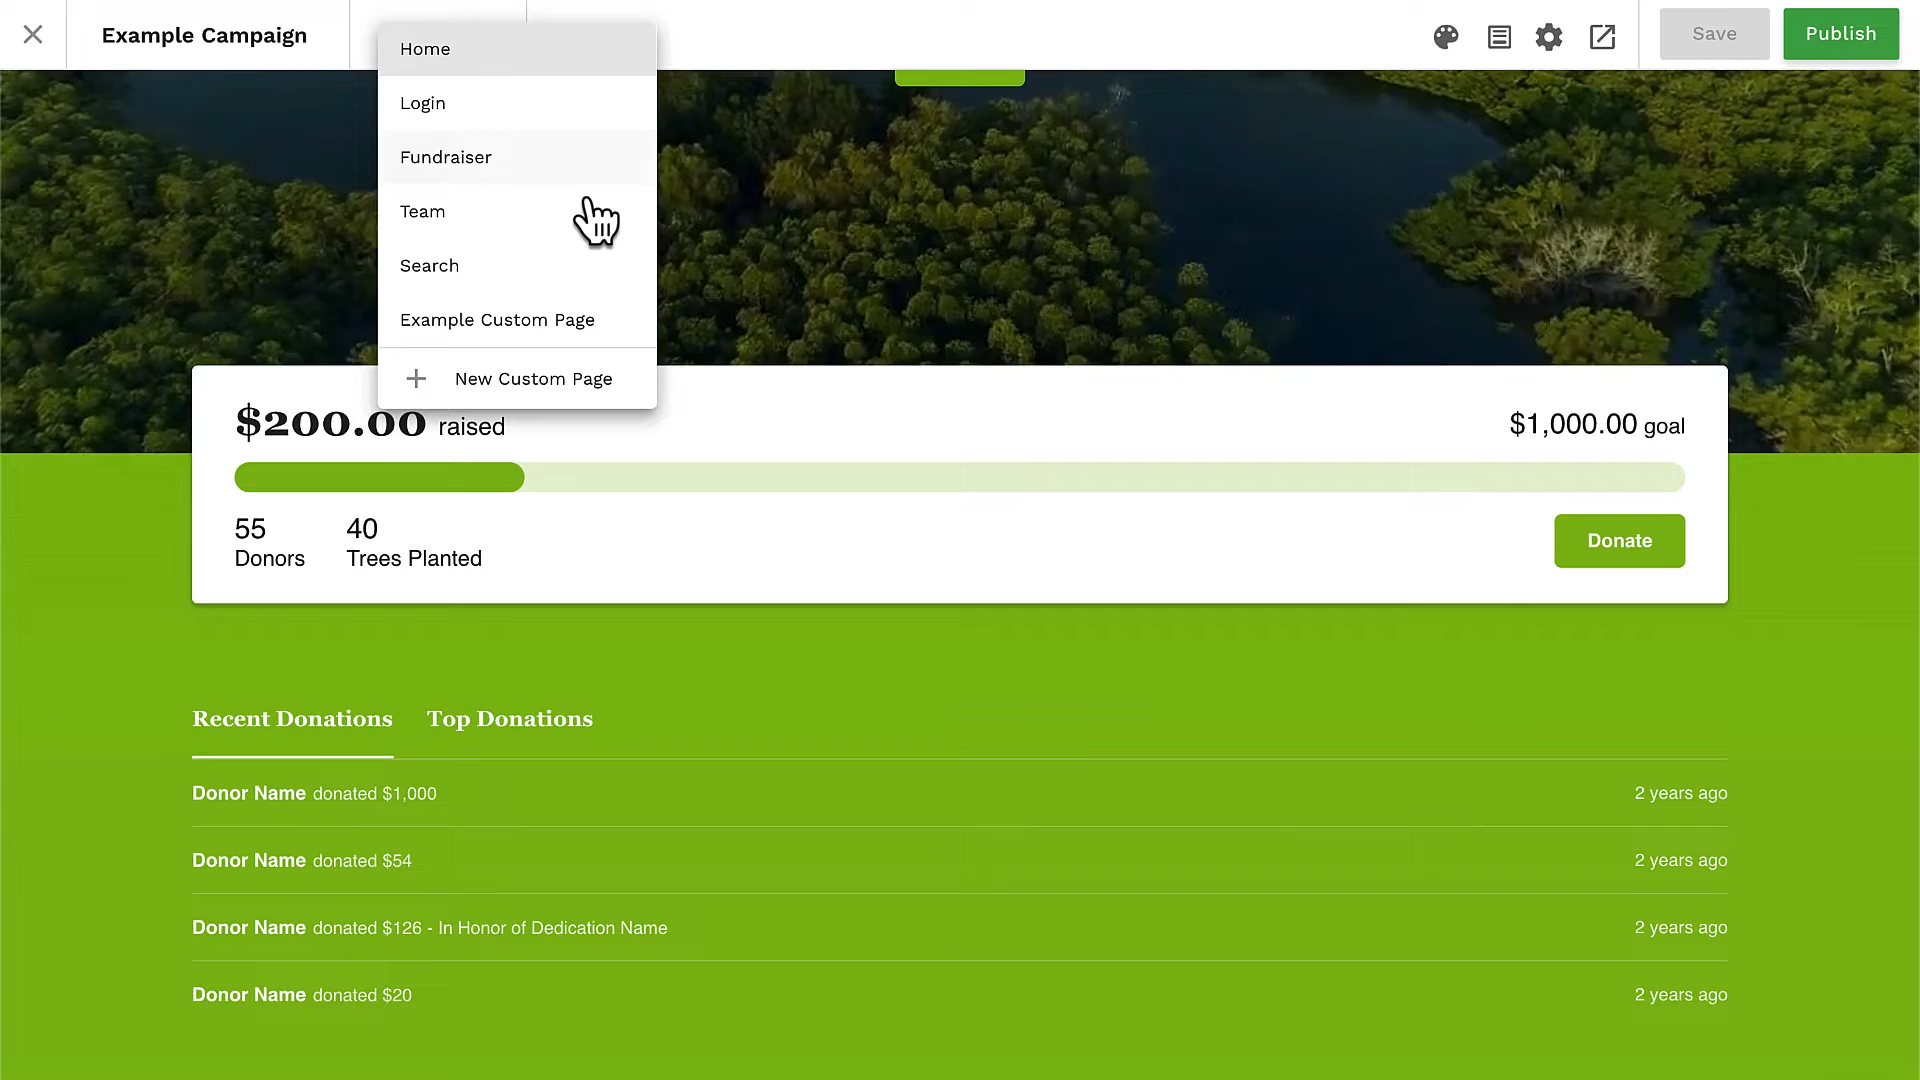 Example Campaign
Save
Publish
Home
Login
Fundraiser
Team
Search
Example Custom Page
New Custom Page
$200.00 raised
$1,000.00 goal
55
Donors
40
Trees Planted
Donate
Recent Donations
Top Donations
Donor Name donated $1,000
2 years ago
Donor Name donated $54
2 years ago
Donor Name donated $126 - In Honor of Dedication Name
2 years ago
Donor Name donated $20
2 years ago